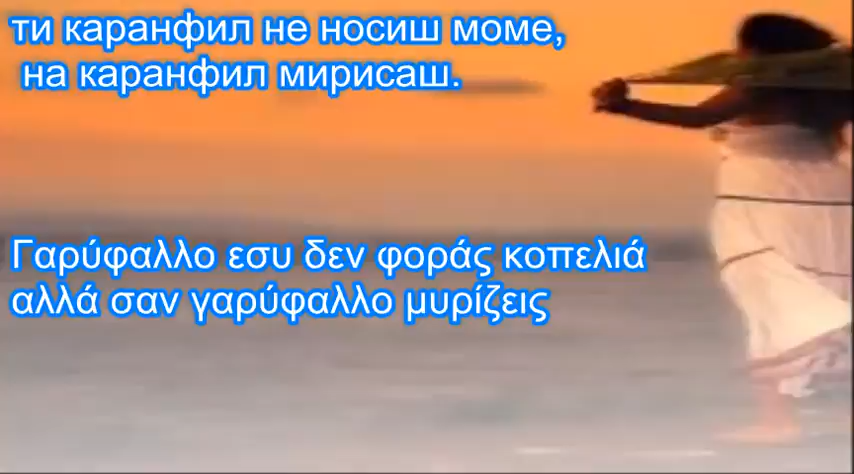 ти каранфил не носиш моме,
на каранфил мирисаш.
Γαρύφαλλο εσυ δεν φοράς κοπελιά
αλλά σαν γαρύφαλλο μυρίζεις